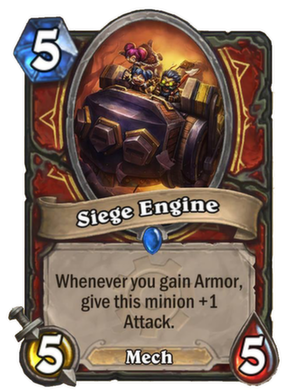 5
Siege Engine
Whenever you gain Armor,
give this minion +1
Attack.
5 Mech 5